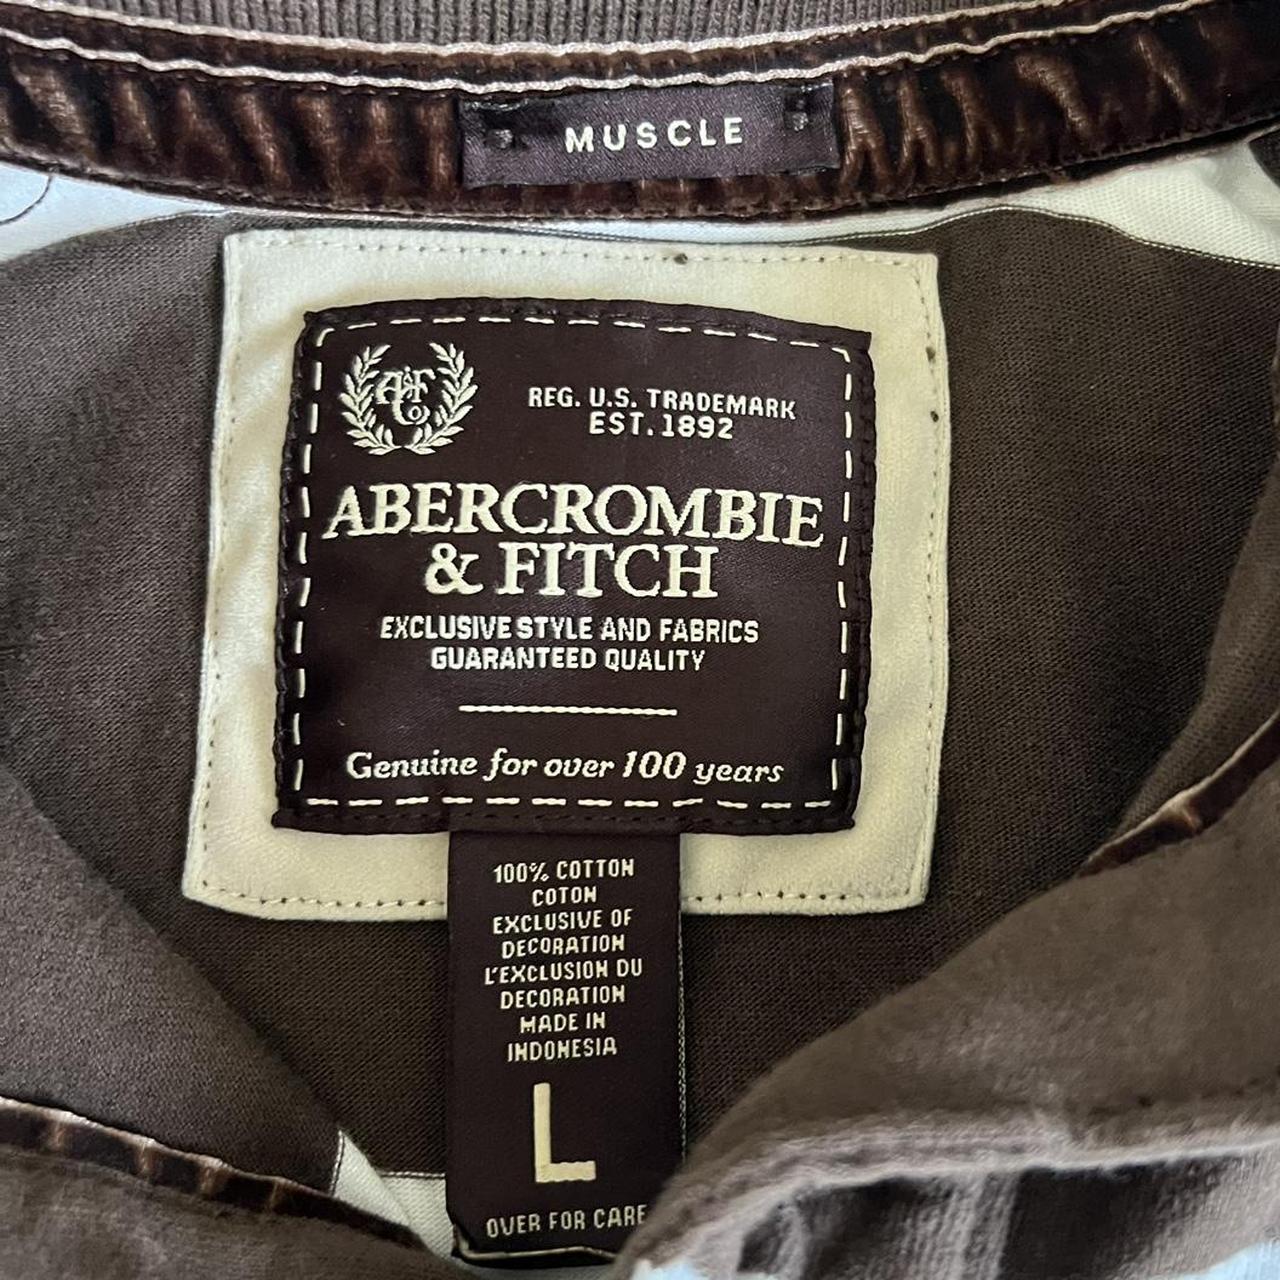 MUSCLE
A&F Co
REG. U.S. TRADEMARK
EST. 1892
ABERCROMBIE
& FITCH
EXCLUSIVE STYLE AND FABRICS
GUARANTEED QUALITY
Genuine for over 100 years
100% COTTON
COTON
EXCLUSIVE OF
DECORATION
L'EXCLUSION DU
DECORATION
MADE IN
INDONESIA
L
OVER FOR CARE